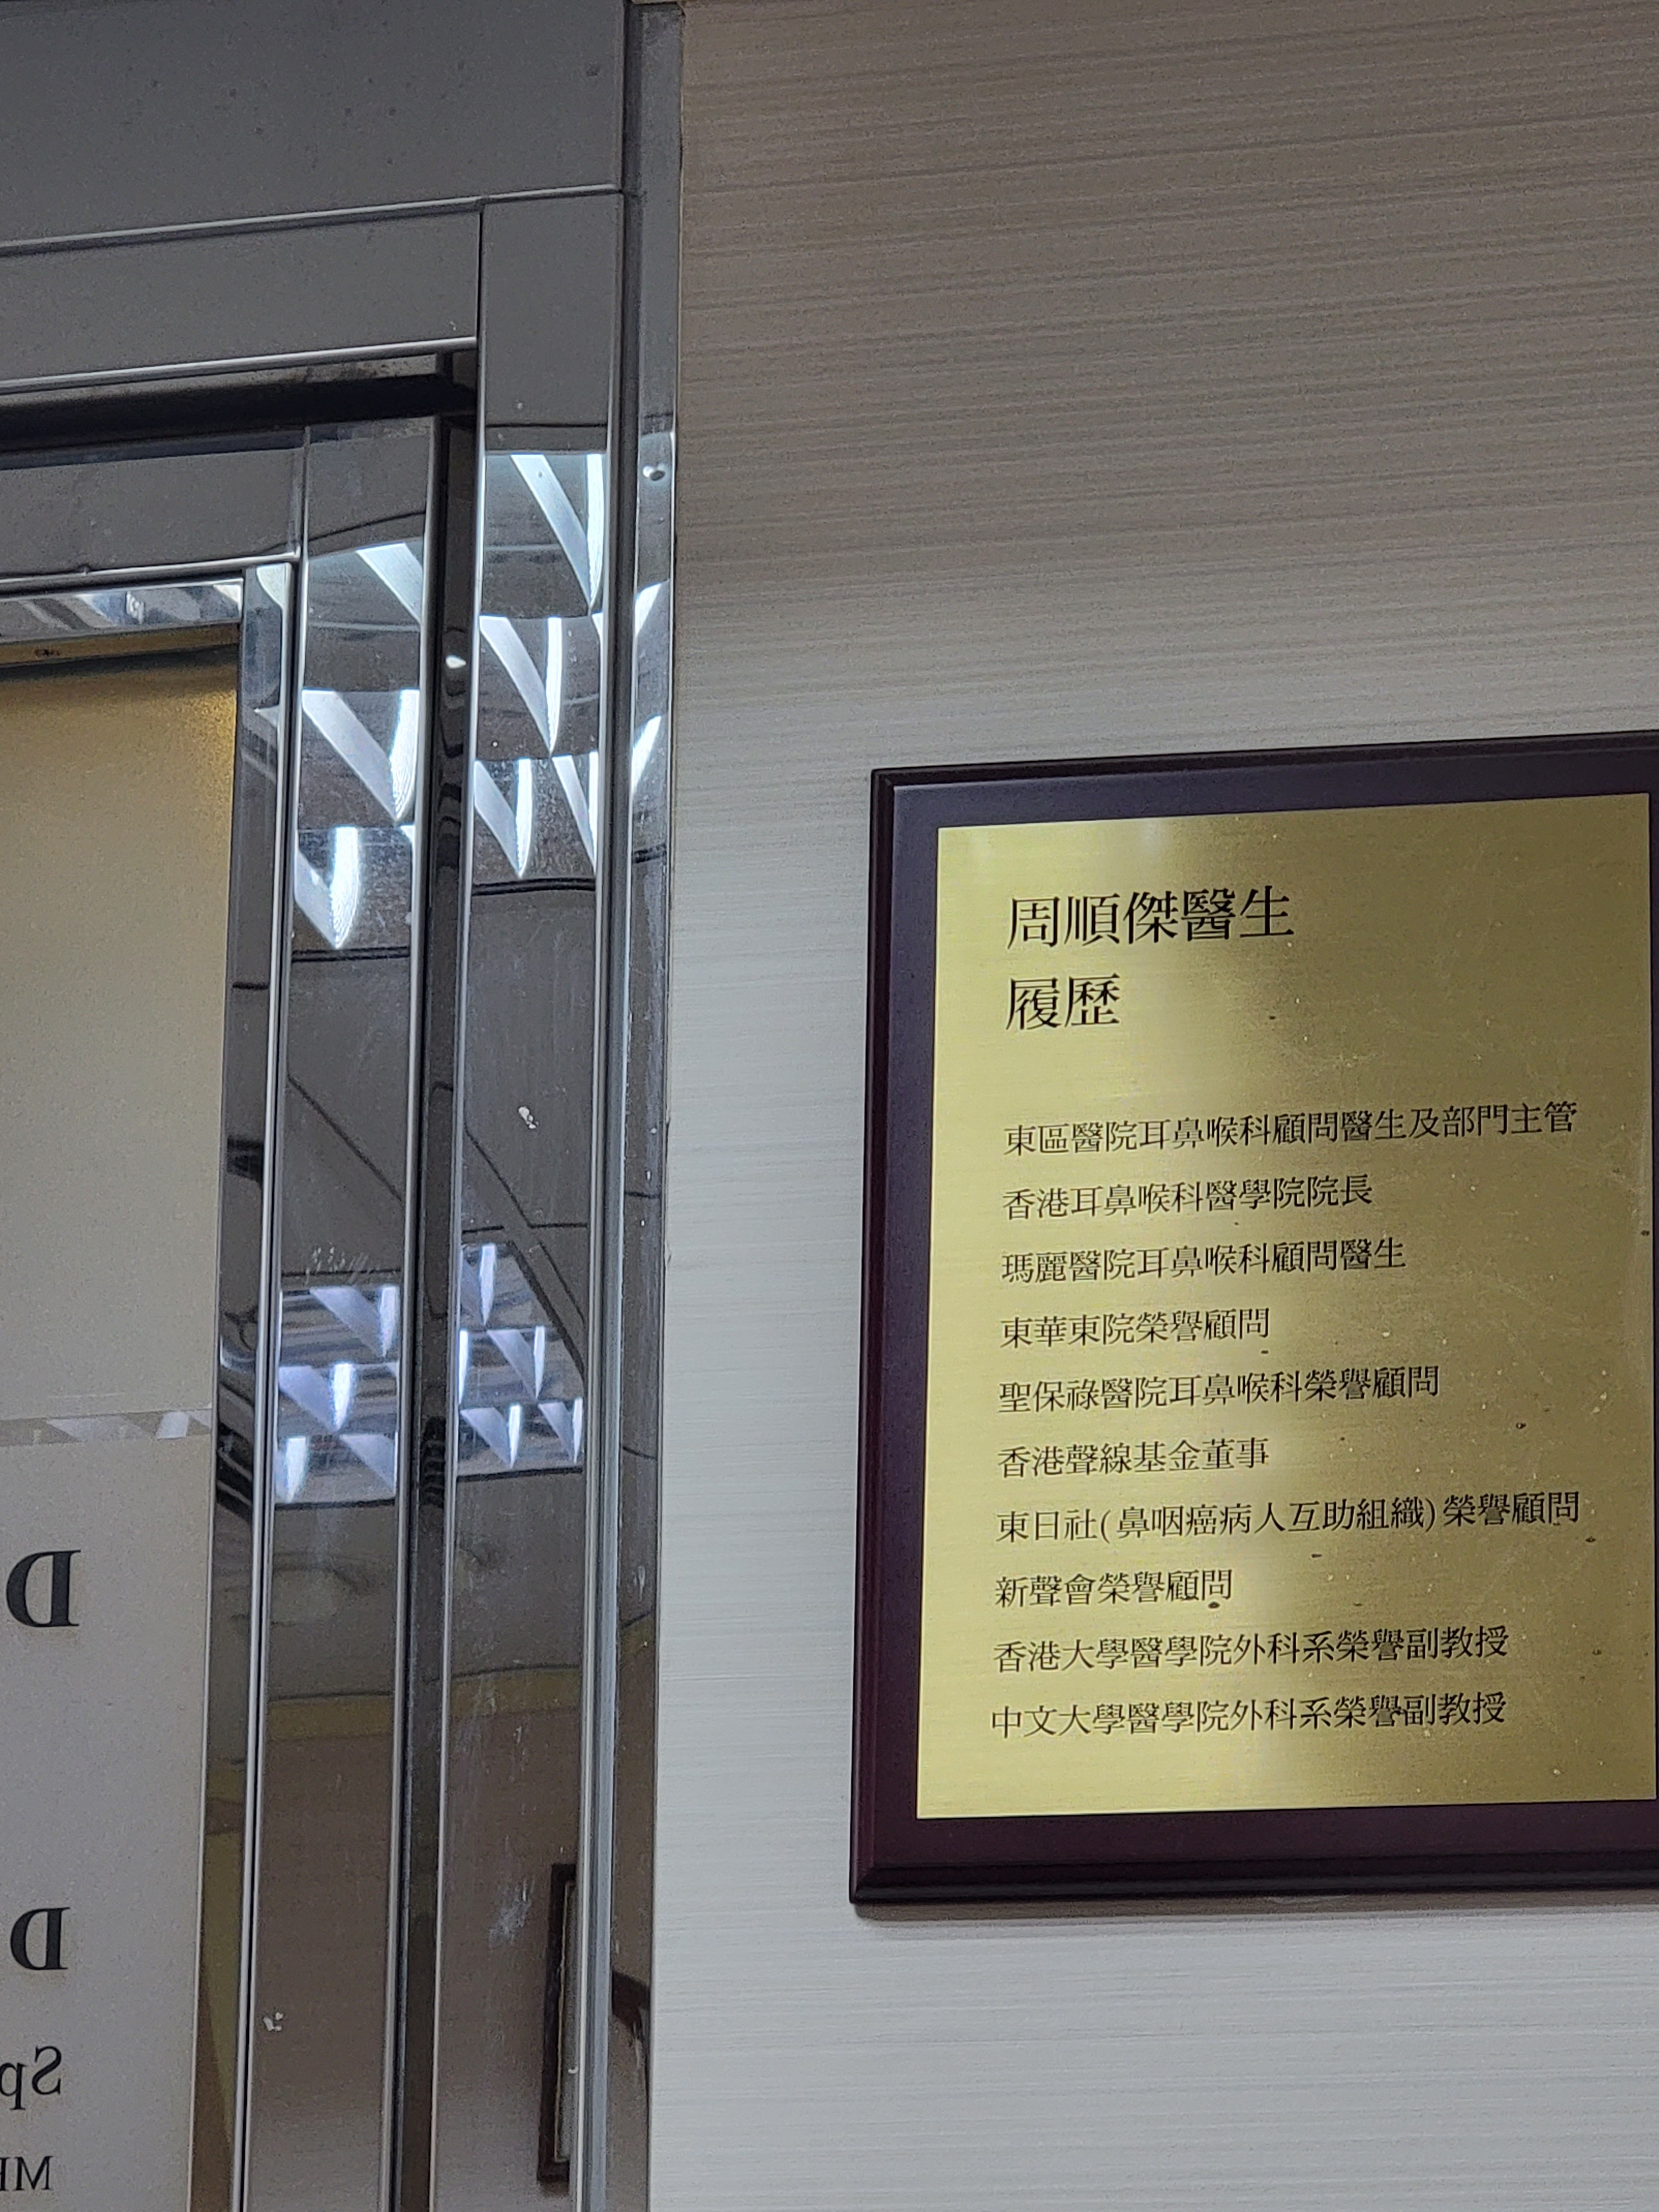 周順傑醫生
履歷
東區醫院耳鼻喉科顧問醫生及部門主管
香港耳鼻喉科醫學院院長
瑪麗醫院耳鼻喉科顧問醫生
東華東院榮譽顧問
聖保祿醫院耳鼻喉科榮譽顧問
香港聲線基金董事
東日社(鼻咽癌病人互助組織)榮譽顧問
新聲會榮譽顧問
香港大學醫學院外科系榮譽副教授
中文大學醫學院外科系榮譽副教授
D
D
Sp